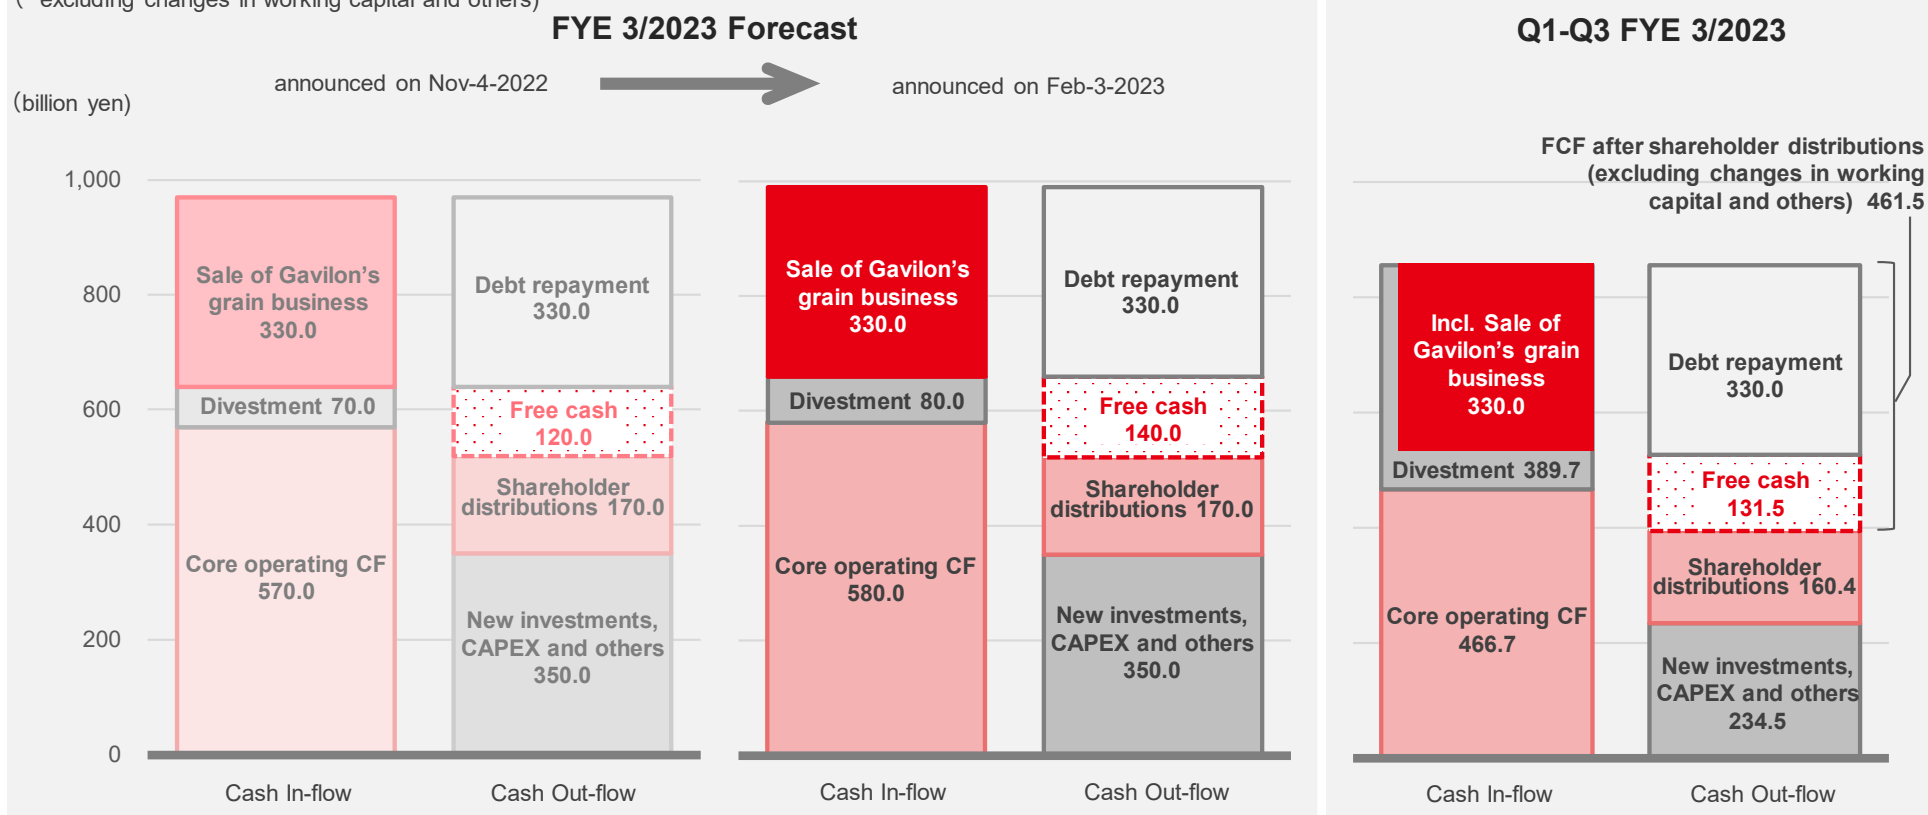 ( excluding changes in working capital and others)
FYE 3/2023 Forecast
announced on Nov-4-2022
announced on Feb-3-2023
(billion yen)
1,000
800
600
400
200
0
Sale of Gavilon's
grain business
330.0
Divestment 70.0
Core operating CF
570.0
Cash In-flow
Debt repayment
330.0
Free cash
120.0
Shareholder
distributions 170.0
New investments,
CAPEX and others
350.0
Cash Out-flow
Sale of Gavilon's
grain business
330.0
Divestment 80.0
Core operating CF
580.0
Cash In-flow
Debt repayment
330.0
Free cash
140.0
Shareholder
distributions 170.0
New investments,
CAPEX and others
350.0
Cash Out-flow
Q1-Q3 FYE 3/2023
FCF after shareholder distributions
(excluding changes in working
capital and others) 461.5
Incl. Sale of
Gavilon's grain
business
330.0
Divestment 389.7
Core operating CF
466.7
Cash In-flow
Debt repayment
330.0
Free cash
131.5
Shareholder
distributions 160.4
New investments,
CAPEX and others
234.5
Cash Out-flow